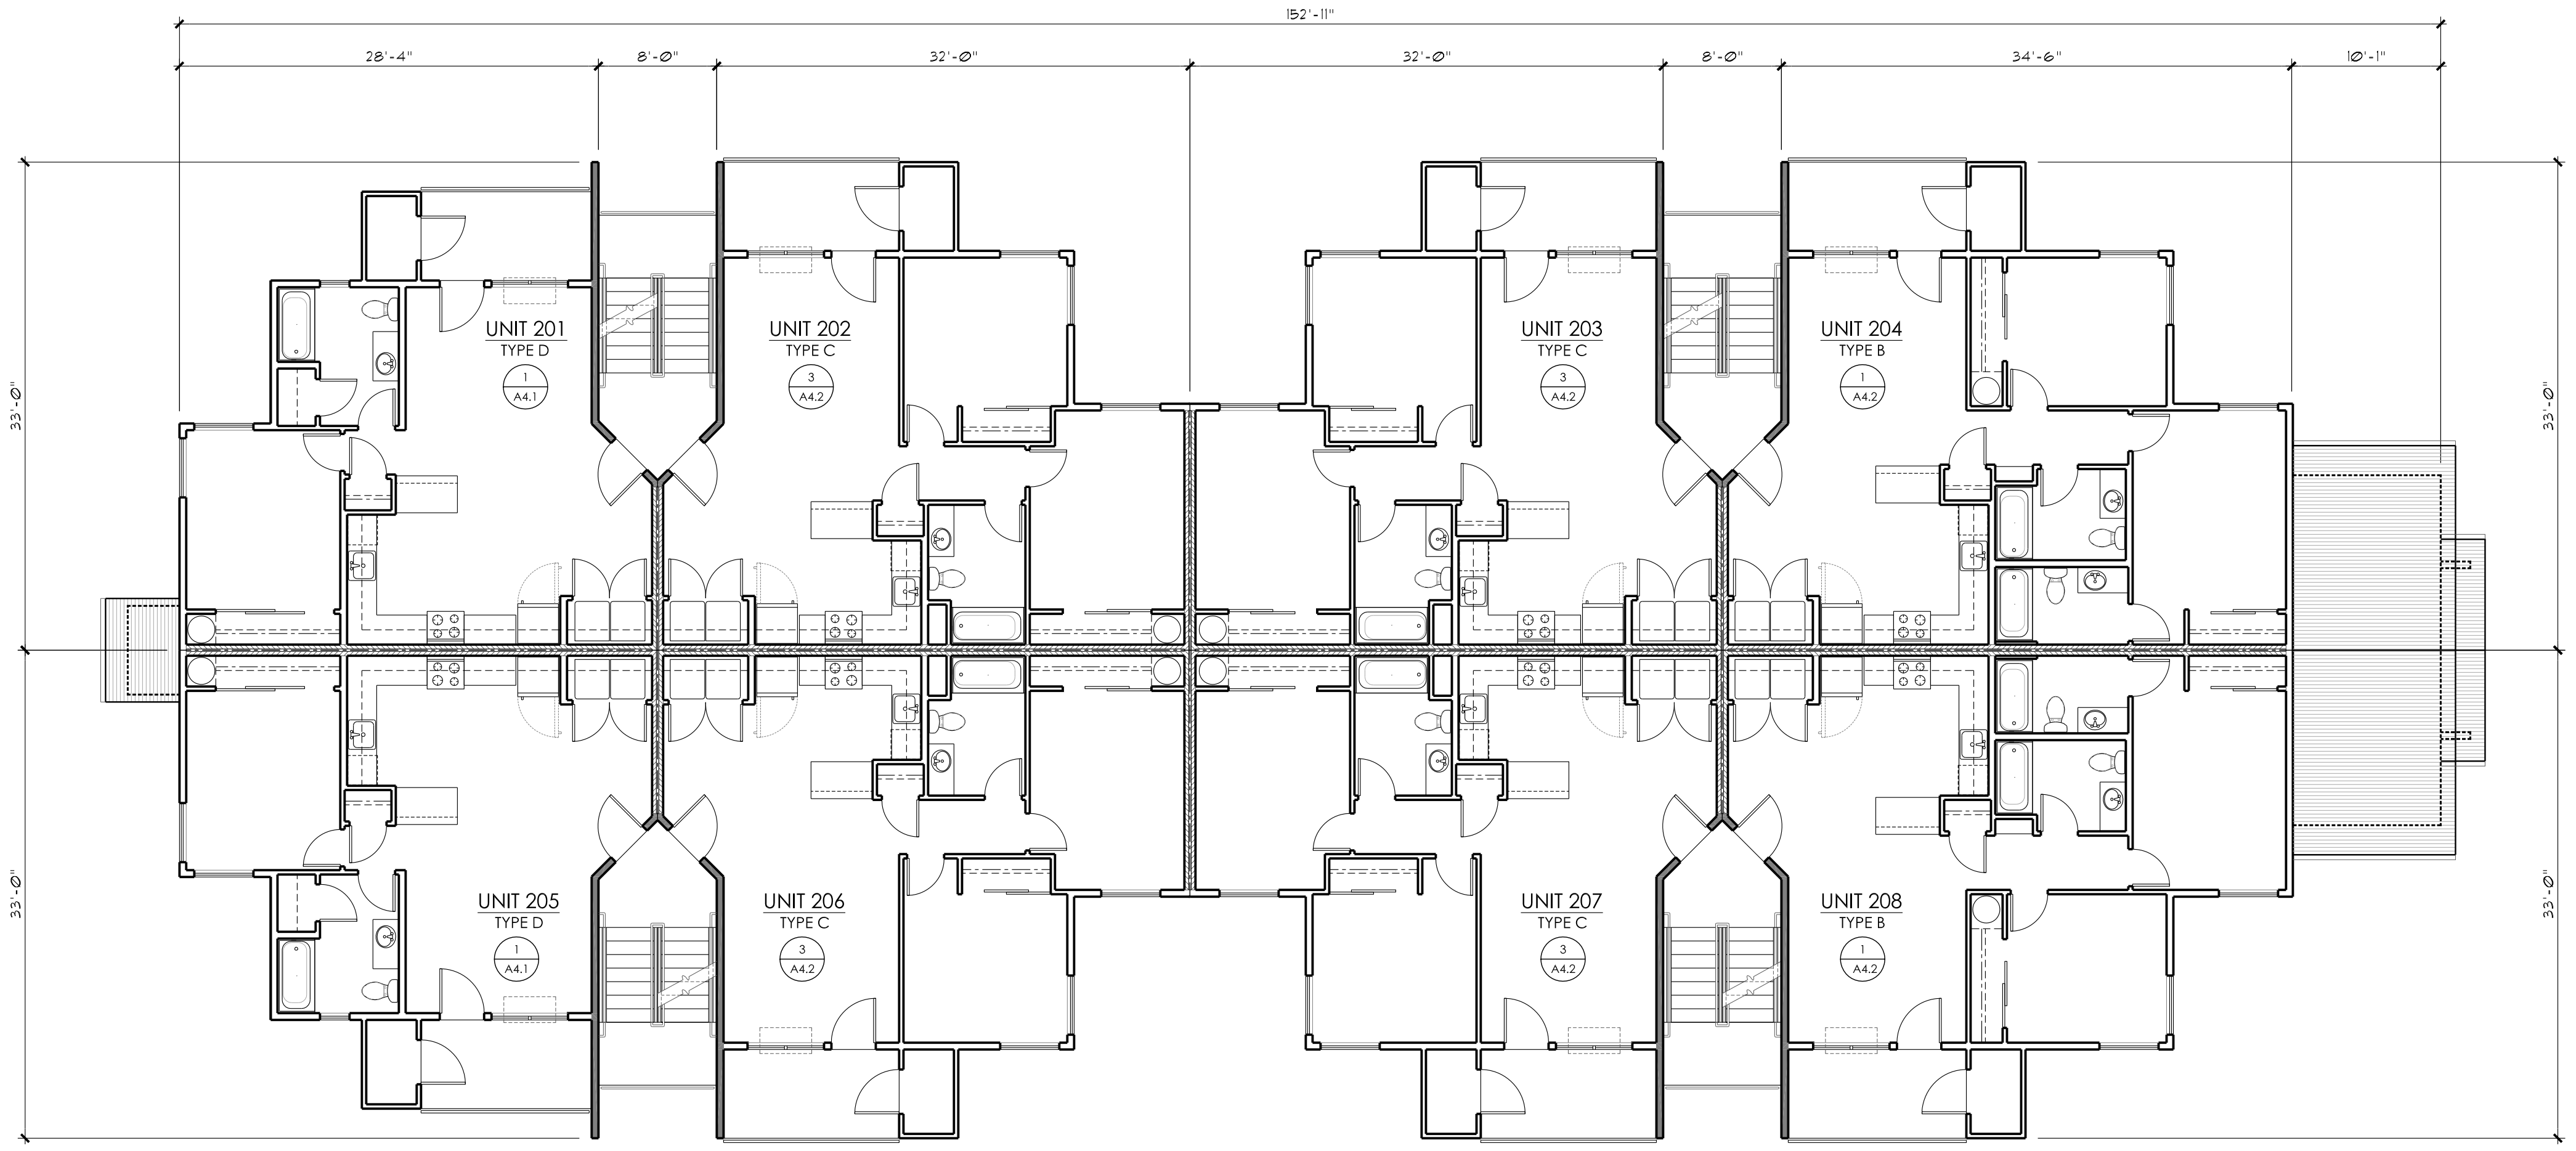 152'-11"
28'-4"
8'-0"
32'-0"
32'-0"
8'-0"
34'-6"
10'-1"
33'-0"
33'-0"
UNIT 201
TYPE D
1
A4.1
UNIT 202
TYPE C
3
A4.2
UNIT 203
TYPE C
3
A4.2
UNIT 204
TYPE B
1
A4.2
33'-0"
33'-0"
UNIT 205
TYPE D
1
A4.1
UNIT 206
TYPE C
3
A4.2
UNIT 207
TYPE C
3
A4.2
UNIT 208
TYPE B
1
A4.2